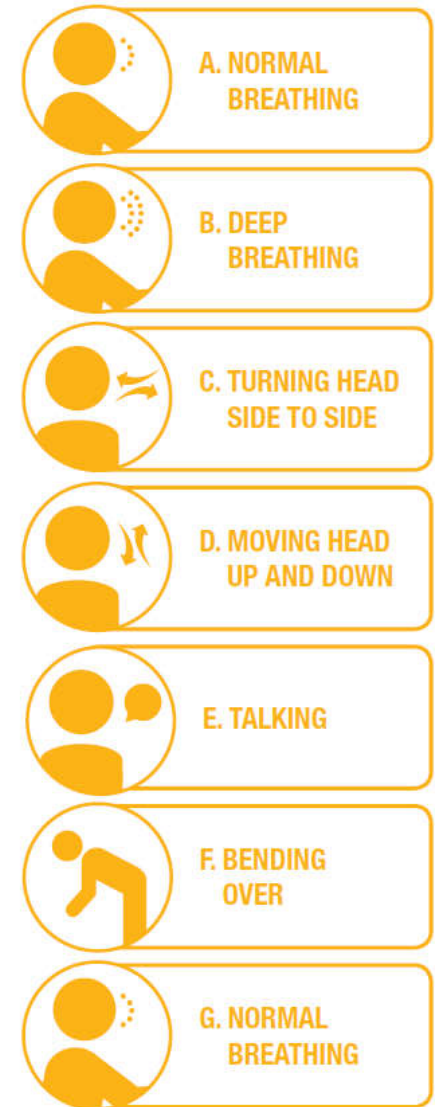 A. NORMAL
BREATHING
B. DEEP
BREATHING
C. TURNING HEAD
SIDE TO SIDE
D. MOVING HEAD
UP AND DOWN
E. TALKING
F. BENDING
OVER
G. NORMAL
BREATHING